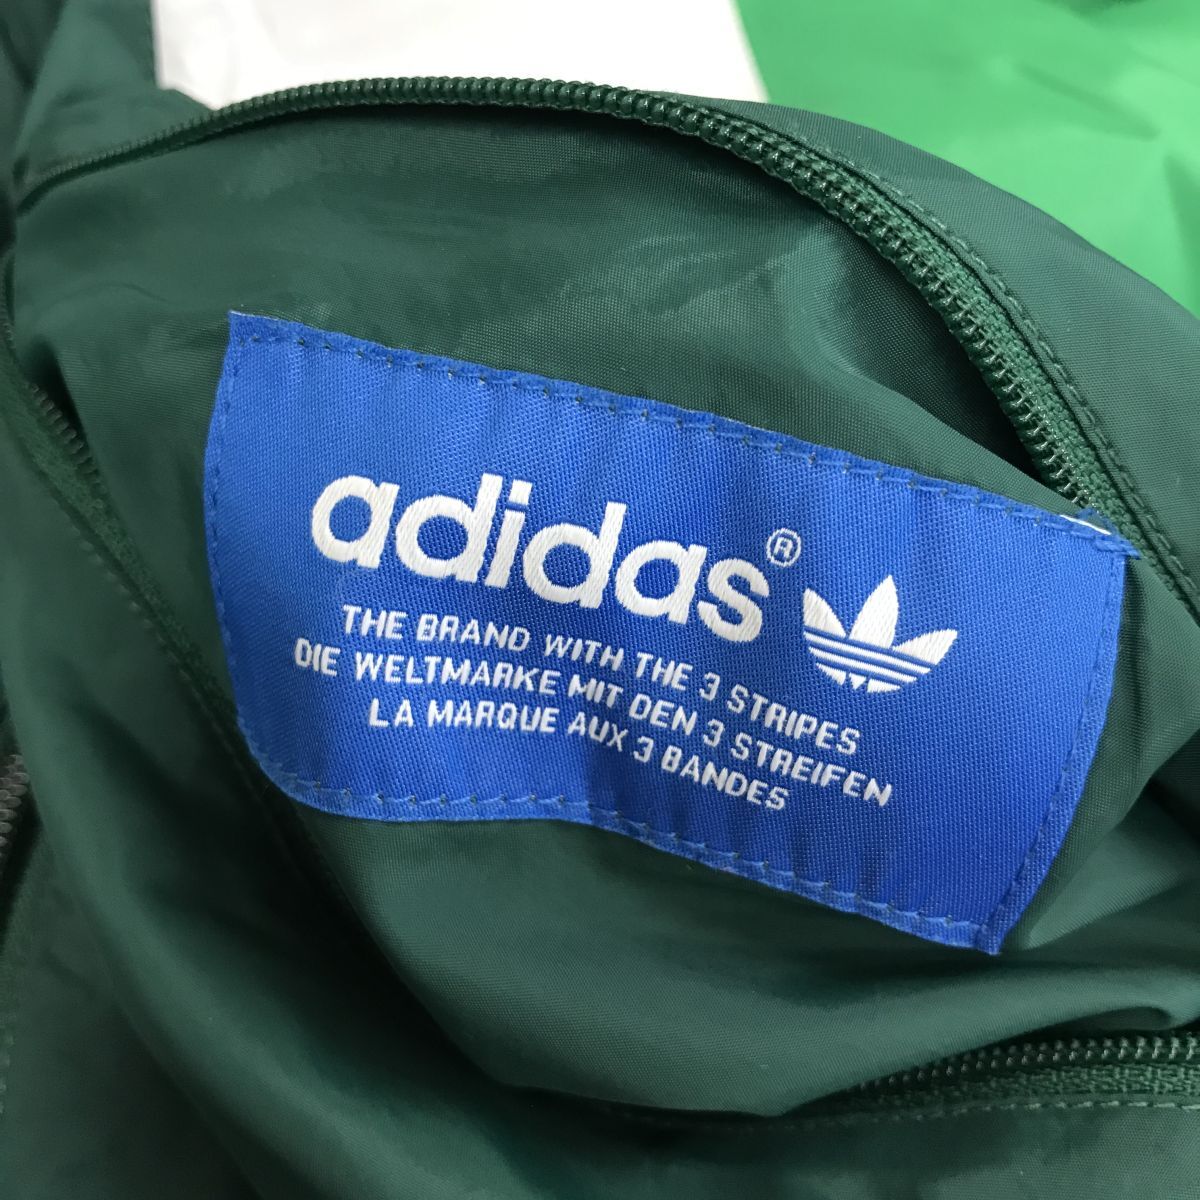 adidas®
THE BRAND WITH THE 3 STRIPES
DIE WELTMARKE MIT DEN 3 STREIFEN
LA MARQUE AUX 3 BANDES